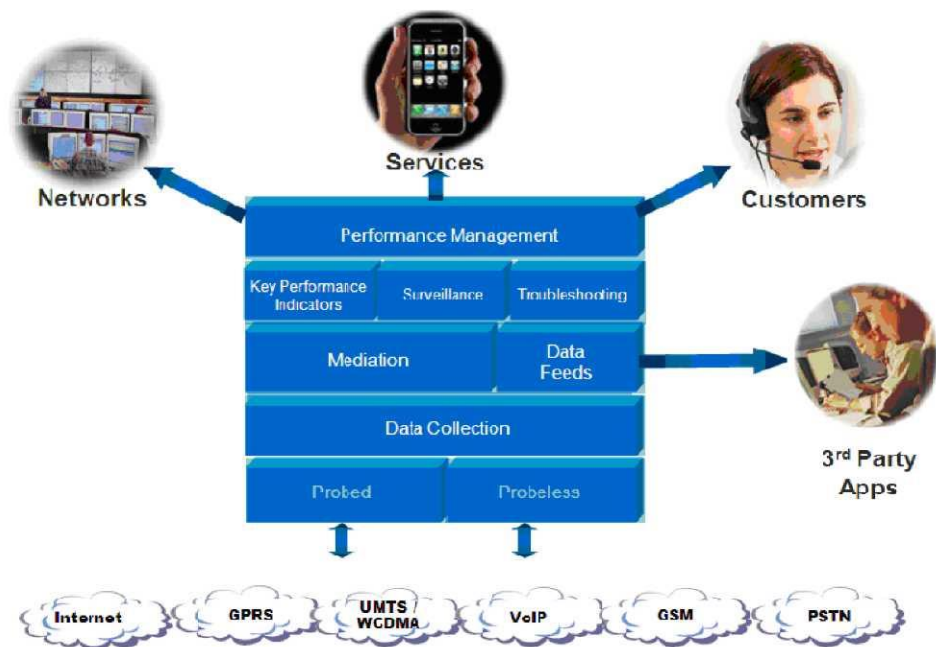 Services
Networks
Customers
Performance Management
Key Performance
Indicators
Surveillance
Troubleshooting
Mediation
Data
Feeds
Data Collection
3rd Party
Apps
Probed
Probeless
Internet
GPRS
UMTS /
WCDMA
VoIP
GSM
PSTN